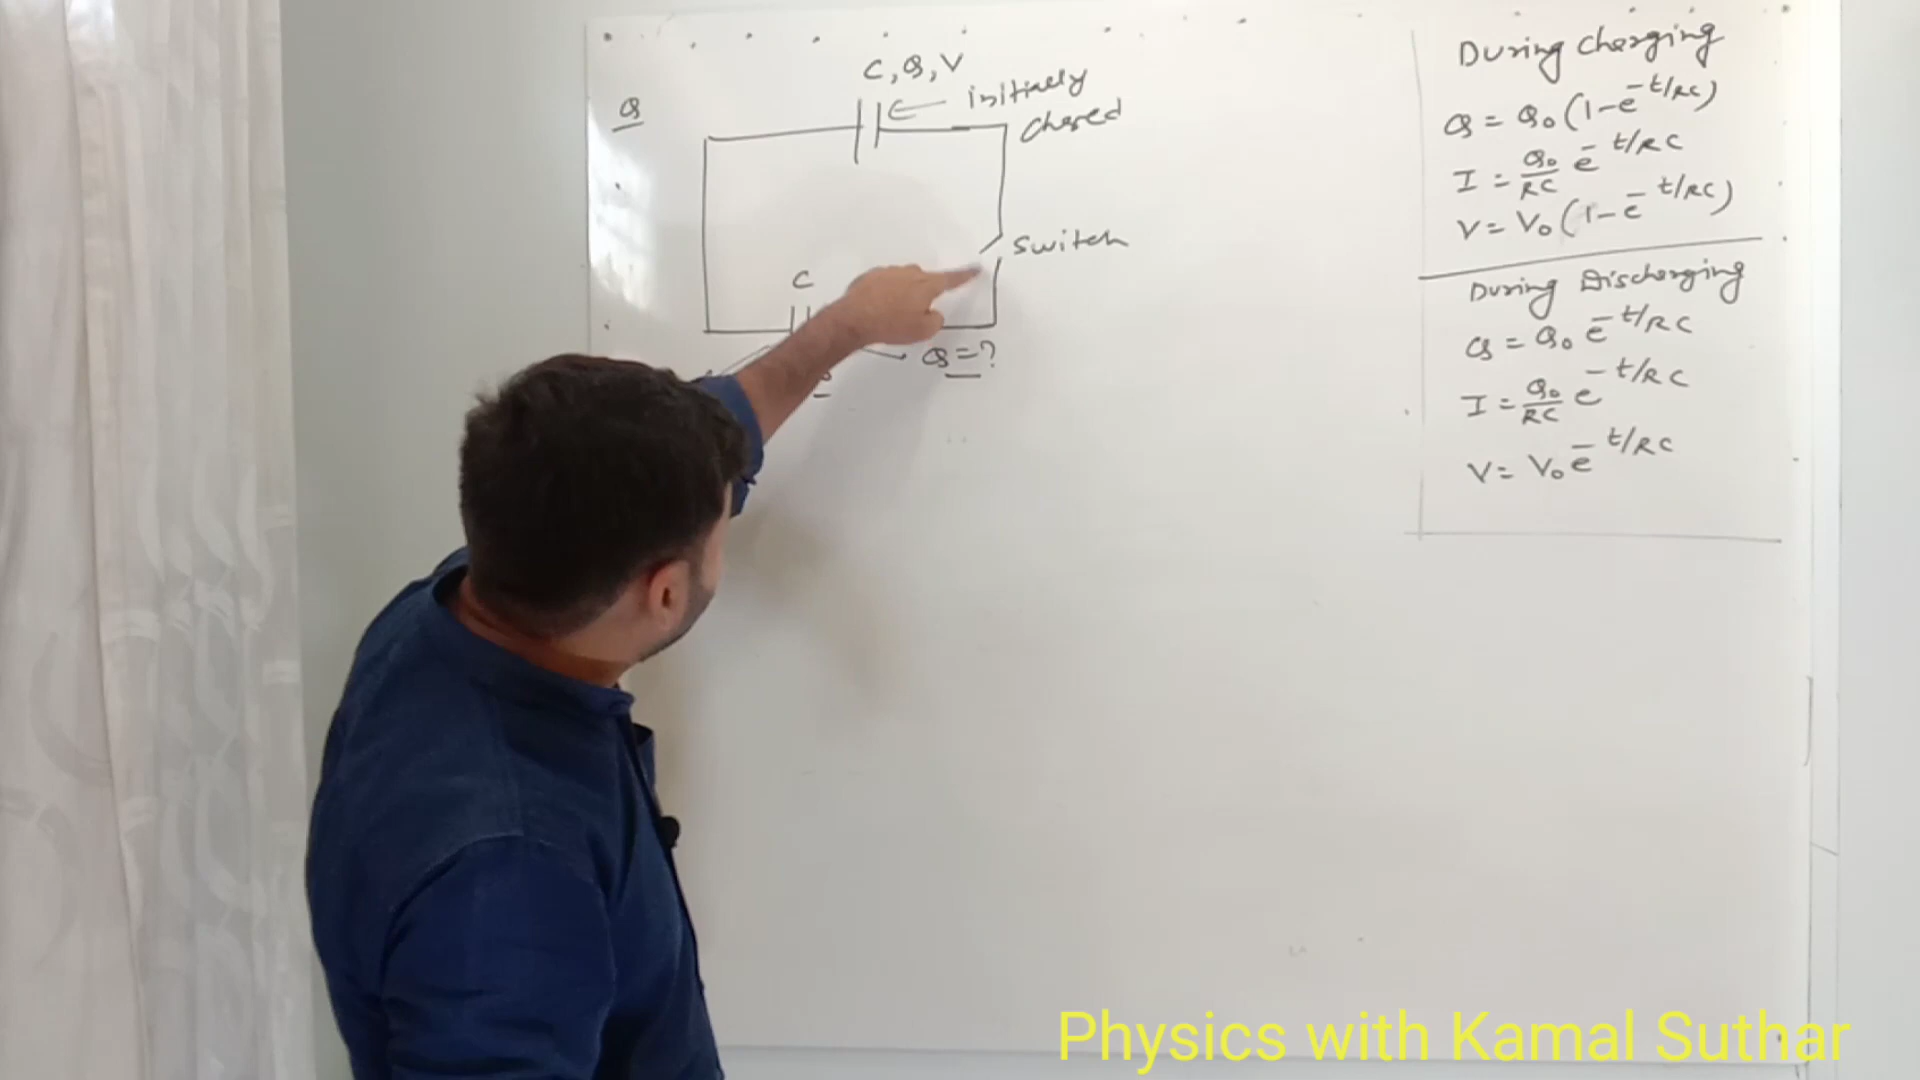 Q
C, Q, V
initially
Charged
Switch
C
Q = ?
During Charging
Q = Q₀ (1 - e^-t/RC)
I = Q₀/RC e^-t/RC
V = V₀ (1 - e^-t/RC)
During Discharging
Q = Q₀ e^-t/RC
I = Q₀/RC e^-t/RC
V = V₀ e^-t/RC
Physics with Kamal Suthar